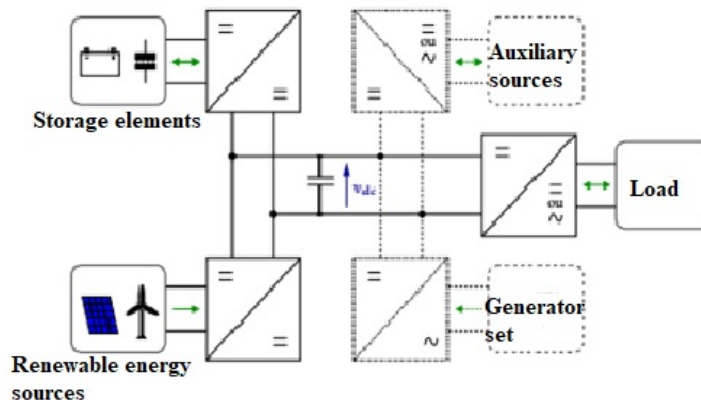 Storage elements
ou
Auxiliary
sources
ou
Load
Renewable energy
sources
Generator
set